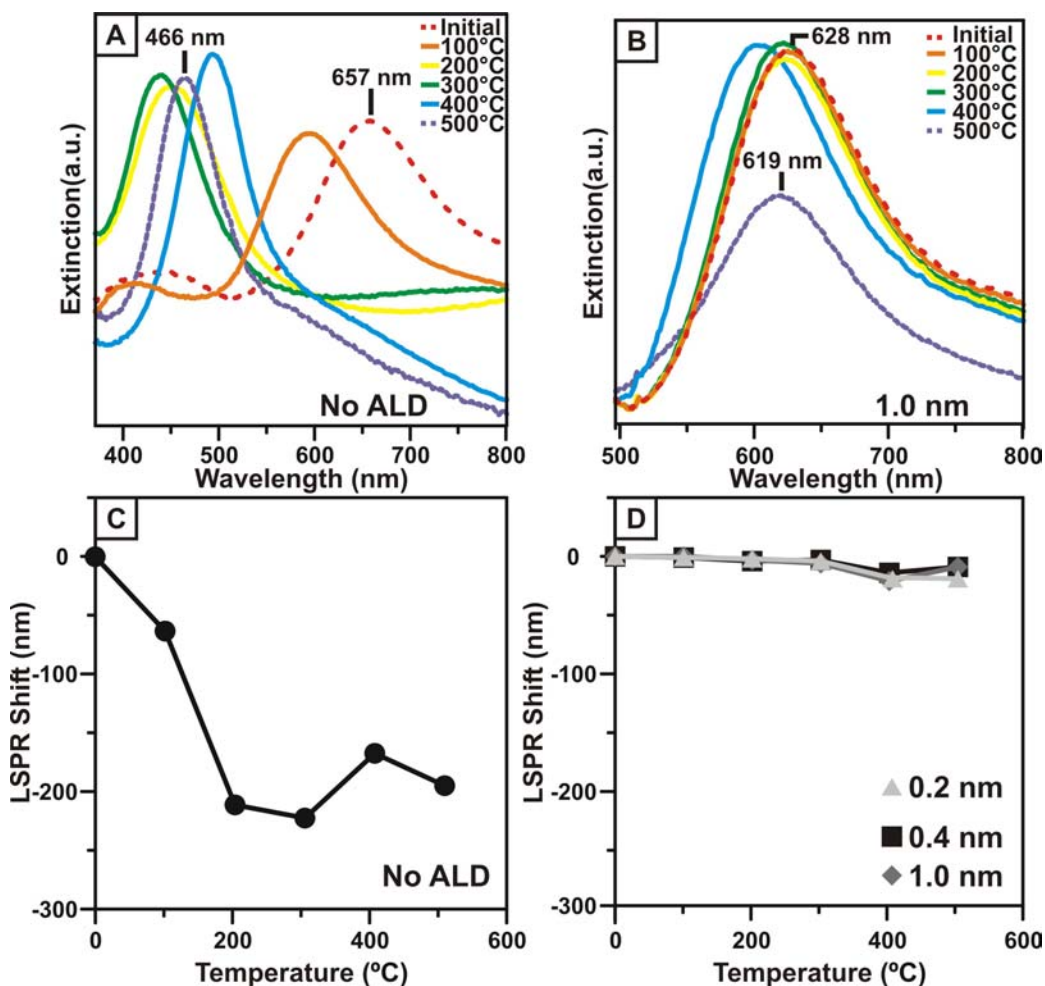 A
466 nm
657 nm
Initial
100°C
200°C
300°C
400°C
500°C
Extinction(a.u.)
No ALD
400 500 600 700 800
Wavelength (nm)
B
628 nm
619 nm
Initial
100°C
200°C
300°C
400°C
500°C
Extinction(a.u.)
1.0 nm
500 600 700 800
Wavelength (nm)
C
0
-100
-200
-300
LSPR Shift (nm)
No ALD
0 200 400 600
Temperature (ºC)
D
0
-100
-200
-300
LSPR Shift (nm)
0.2 nm
0.4 nm
1.0 nm
0 200 400 600
Temperature (ºC)